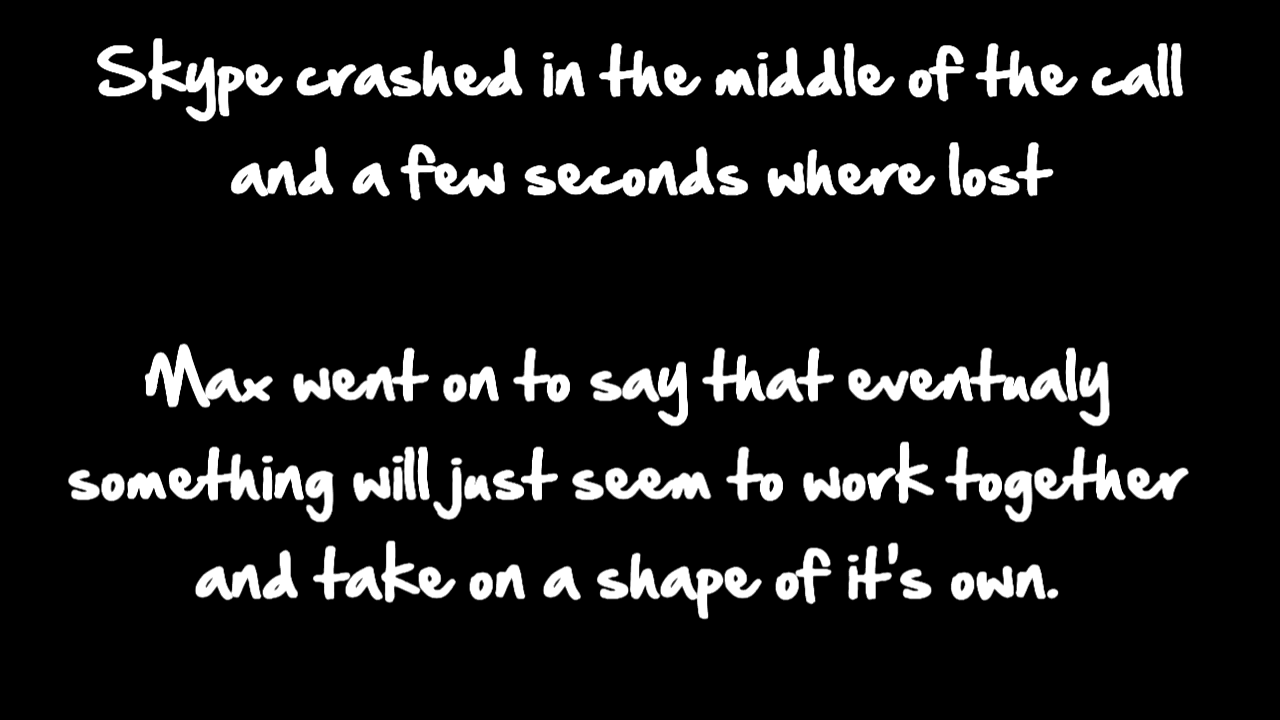 Skype crashed in the middle of the call
and a few seconds where lost
Max went on to say that eventualy
something will just seem to work together
and take on a shape of it's own.